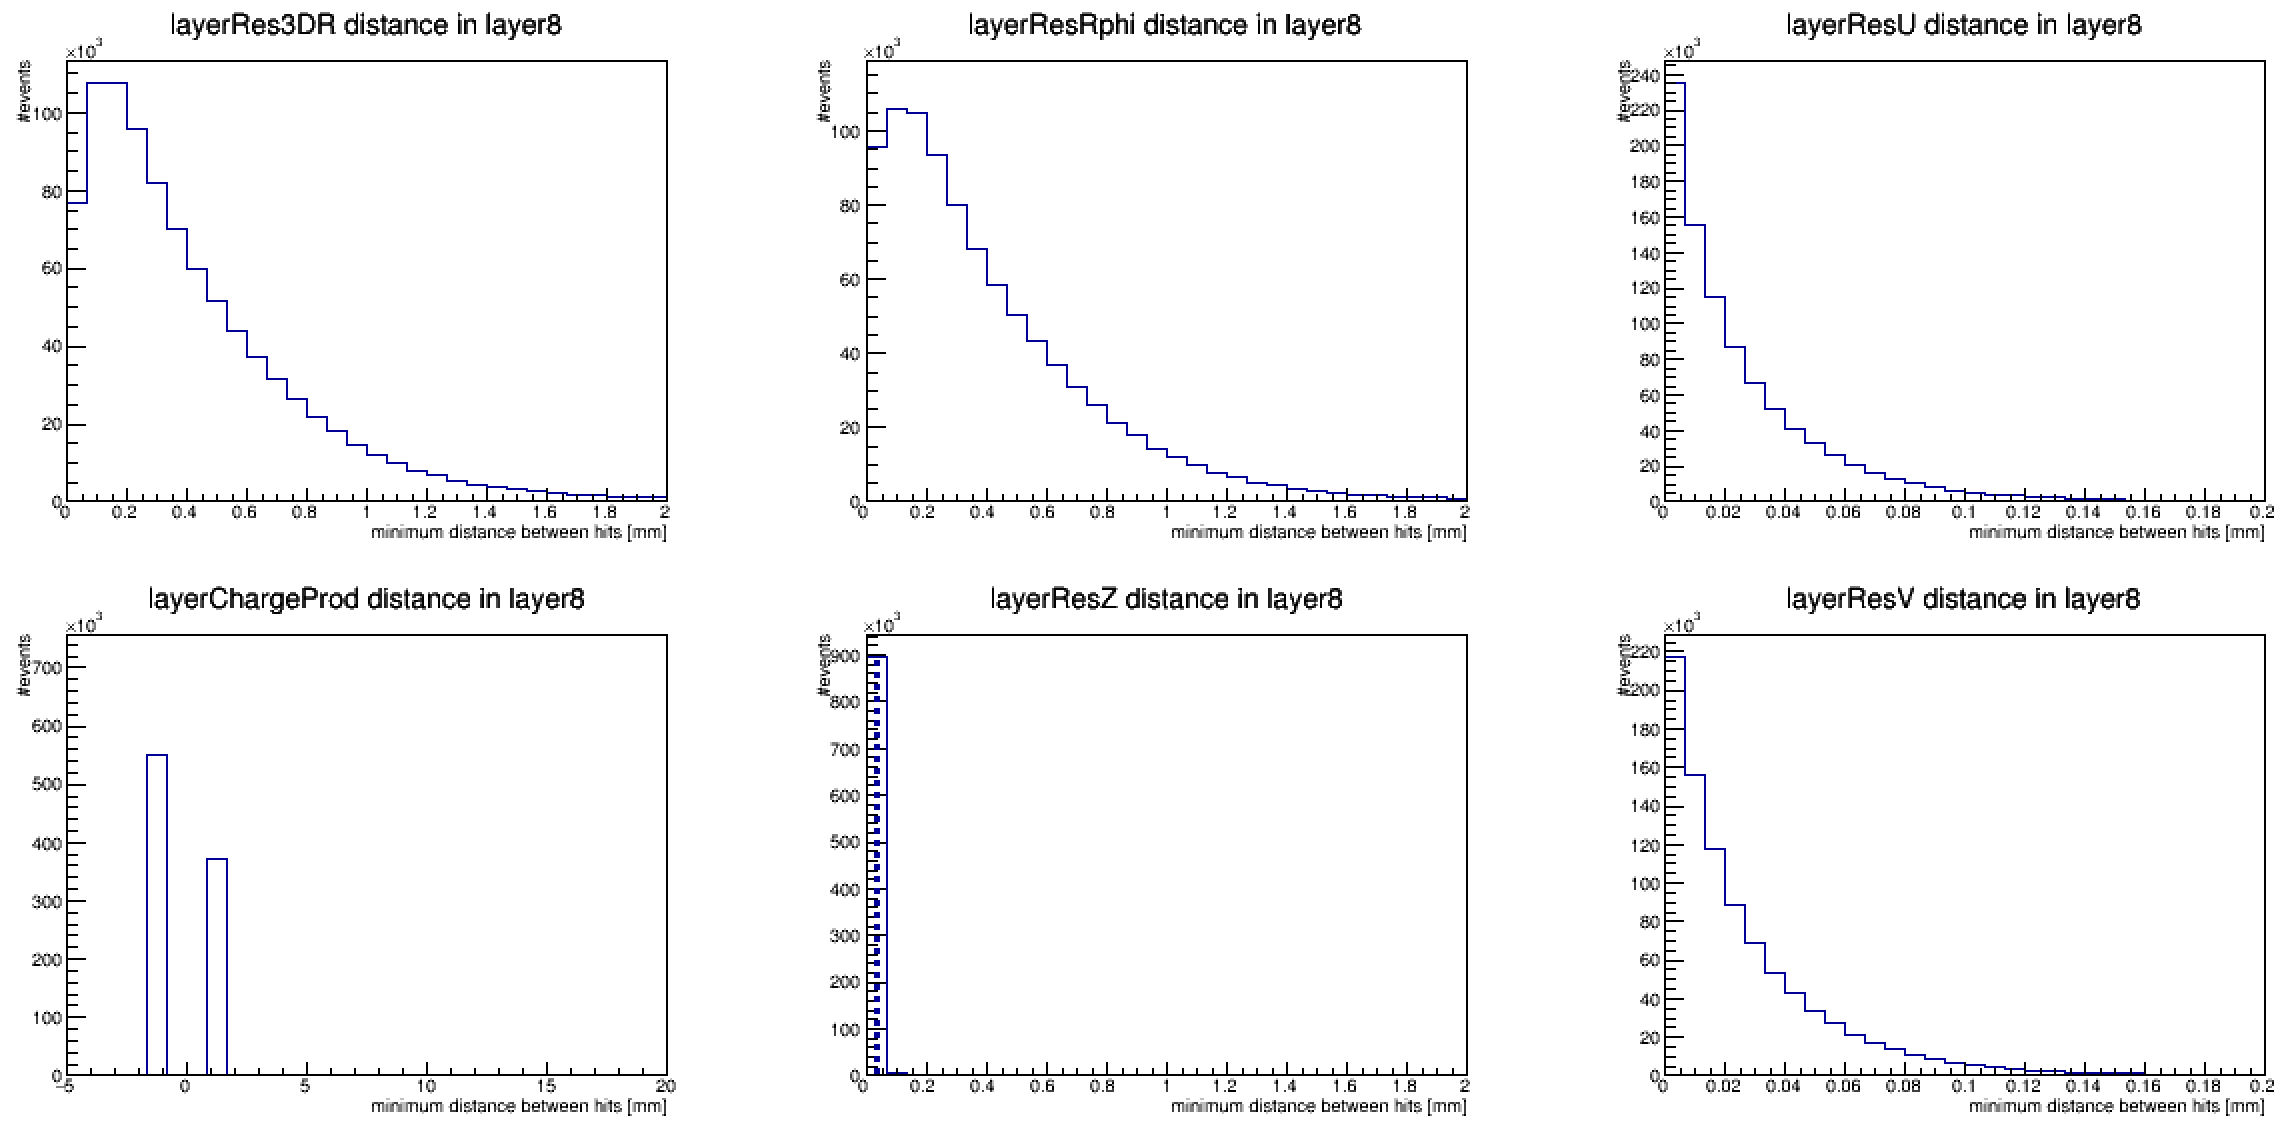 layerRes3DR distance in layer8
×10³
#events
100
80
60
40
20
0
0 0.2 0.4 0.6 0.8 1 1.2 1.4 1.6 1.8 2
minimum distance between hits [mm]
layerResRphi distance in layer8
×10³
#events
100
80
60
40
20
0
0 0.2 0.4 0.6 0.8 1 1.2 1.4 1.6 1.8 2
minimum distance between hits [mm]
layerResU distance in layer8
×10³
#events
240
220
200
180
160
140
120
100
80
60
40
20
0
0 0.02 0.04 0.06 0.08 0.1 0.12 0.14 0.16 0.18 0.2
minimum distance between hits [mm]
layerChargeProd distance in layer8
×10³
#events
700
600
500
400
300
200
100
0
-5 0 5 10 15 20
minimum distance between hits [mm]
layerResZ distance in layer8
×10³
#events
900
800
700
600
500
400
300
200
100
0
0 0.2 0.4 0.6 0.8 1 1.2 1.4 1.6 1.8 2
minimum distance between hits [mm]
layerResV distance in layer8
×10³
#events
220
200
180
160
140
120
100
80
60
40
20
0
0 0.02 0.04 0.06 0.08 0.1 0.12 0.14 0.16 0.18 0.2
minimum distance between hits [mm]